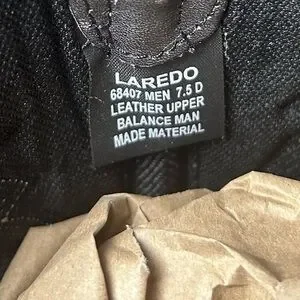 LAREDO
68407 MEN 7.5 D
LEATHER UPPER
BALANCE MAN
MADE MATERIAL